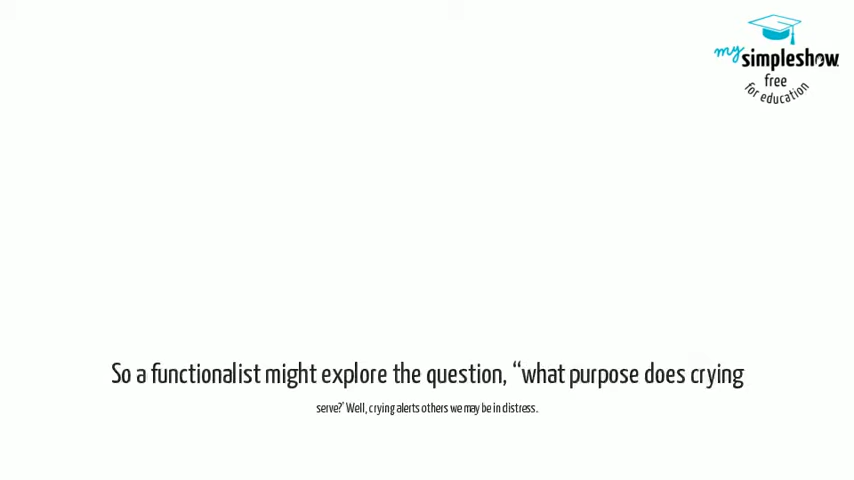 my
simpleshow.
free
for education
So a functionalist might explore the question, “what purpose does crying
serve?" Well, crying alerts others we may be in distress.